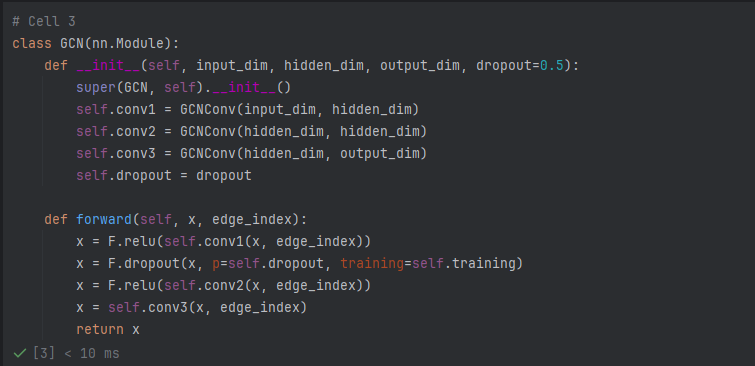 # Cell 3
class GCN(nn.Module):
    def __init__(self, input_dim, hidden_dim, output_dim, dropout=0.5):
        super(GCN, self).__init__()
        self.conv1 = GCNConv(input_dim, hidden_dim)
        self.conv2 = GCNConv(hidden_dim, hidden_dim)
        self.conv3 = GCNConv(hidden_dim, output_dim)
        self.dropout = dropout
    def forward(self, x, edge_index):
        x = F.relu(self.conv1(x, edge_index))
        x = F.dropout(x, p=self.dropout, training=self.training)
        x = F.relu(self.conv2(x, edge_index))
        x = self.conv3(x, edge_index)
        return x
[3] < 10 ms